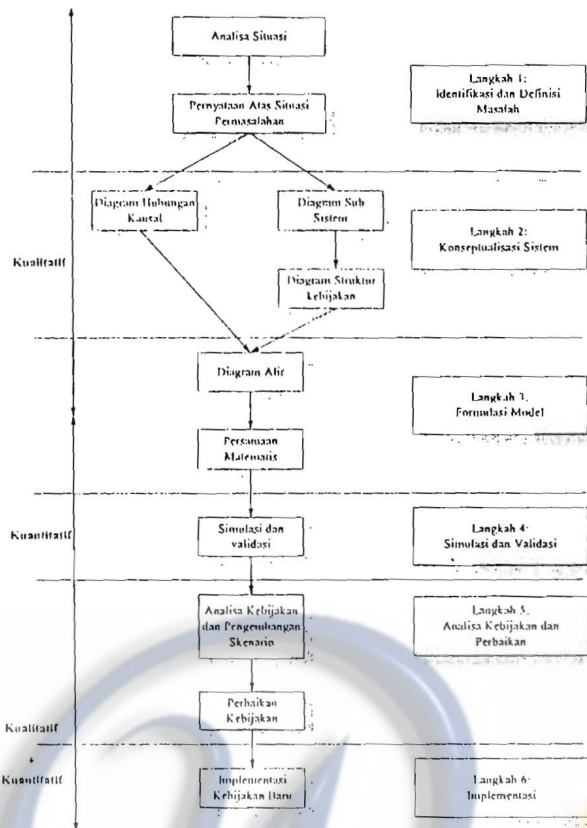 Analisa Situasi
Pernyataan Atas Situasi
Permasalahan
Langkah 1:
Identifikasi dan Definisi
Masalah
Diagram Hubungan
Kausal
Diagram Sub
Sistem
Langkah 2:
Konseptualisasi Sistem
Kualitatif
Diagram Struktur
Kebijakan
Diagram Alir
Langkah 3:
Formulasi Model
Persamaan
Matematis
Kuantitatif
Simulasi dan
validasi
Langkah 4:
Simulasi dan Validasi
Analisa Kebijakan
dan Pengembangan
Skenario
Langkah 5:
Analisa Kebijakan dan
Perbaikan
Perbaikan
Kebijakan
Kualitatif
+
Kuantitatif
Implementasi
Kebijakan Baru
Langkah 6:
Implementasi